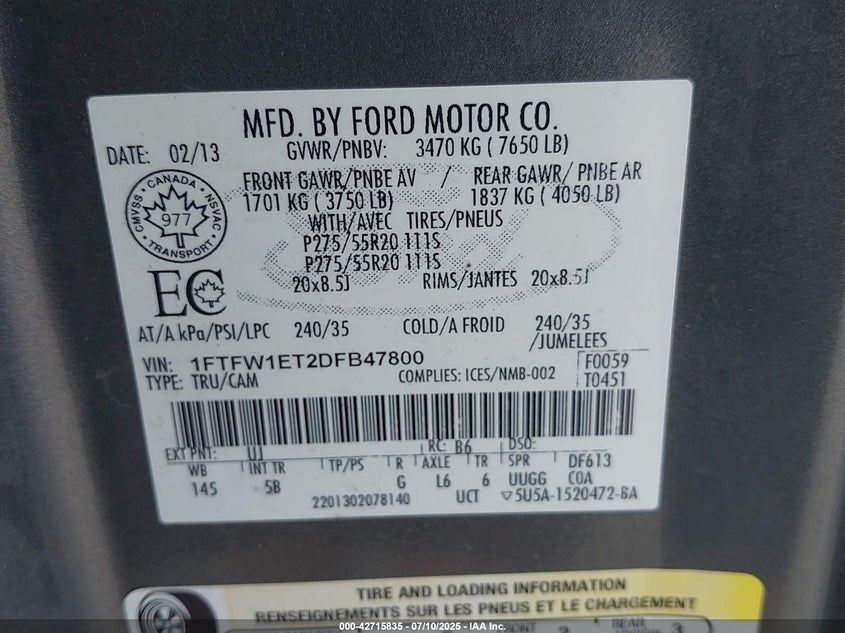 MFD. BY FORD MOTOR CO.
DATE: 02/13 GVWR/PNBV: 3470 KG ( 7650 LB)
FRONT GAWR/PNBE AV / REAR GAWR/ PNBE AR
1701 KG ( 3750 LB) 1837 KG ( 4050 LB)
WITH/AVEC TIRES/PNEUS
P275/55R20 111S
P275/55R20 111S
20x8.5J RIMS/JANTES 20x8.5J
CANADA
CMVSS 977 NSVAC
TRANSPORT
EC
AT/A kPa/PSI/LPC 240/35 COLD/A FROID 240/35
/JUMELEES
VIN: 1FTFW1ET2DFB47800 F0059
TYPE: TRU/CAM COMPLIES: ICES/NMB-002 T0451
EXT PNT: UJ RC: B6 DSO:
WB INT TR TP/PS R AXLE TR SPR DF613
145 5B G L6 6 UUGG COA
2201302078140 UCT 5U5A-1520472-BA
TIRE AND LOADING INFORMATION
RENSEIGNEMENTS SUR LES PNEUS ET LE CHARGEMENT
REAR
000-42715835 - 07/10/2025 - IAA Inc.